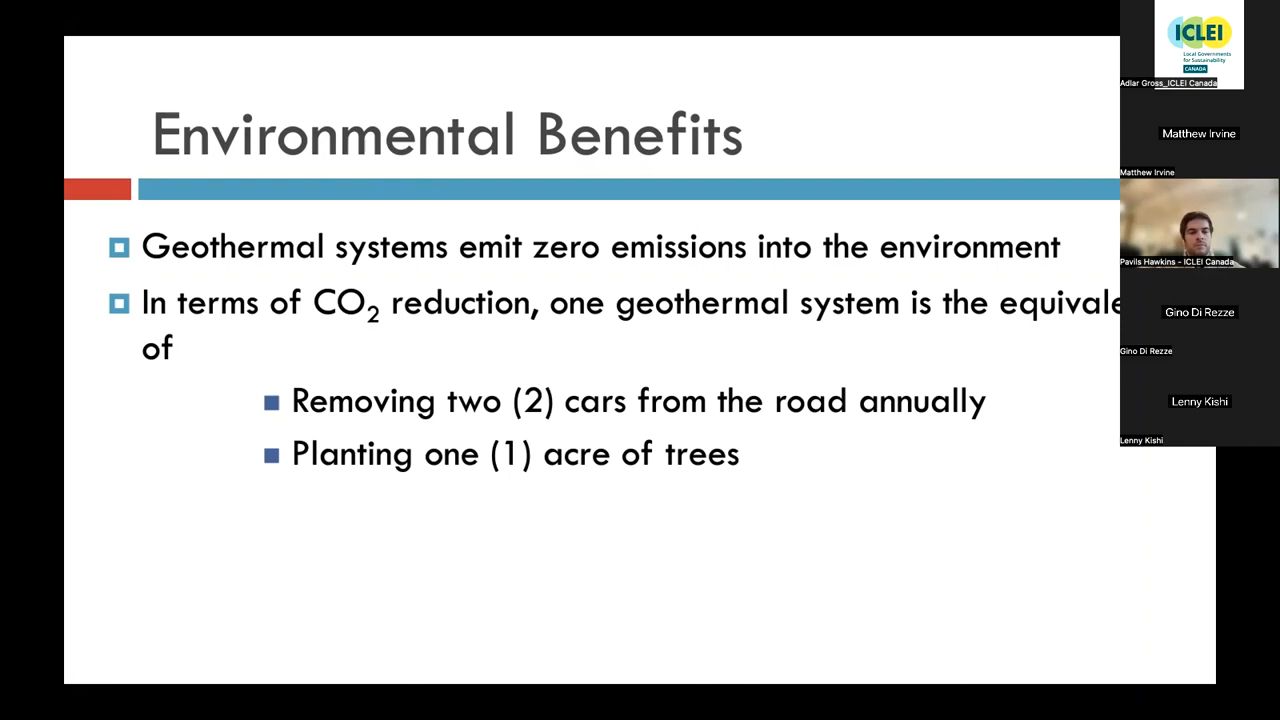 Environmental Benefits
Geothermal systems emit zero emissions into the environment
In terms of CO₂ reduction, one geothermal system is the equivale
of
Removing two (2) cars from the road annually
Planting one (1) acre of trees
ICLEI
Local Governments
for Sustainability
CANADA
Adlar Gross_ICLEI Canada
Matthew Irvine
Matthew Irvine
Pavils Hawkins - ICLEI Canada
Gino Di Rezze
Gino Di Rezze
Lenny Kishi
Lenny Kishi